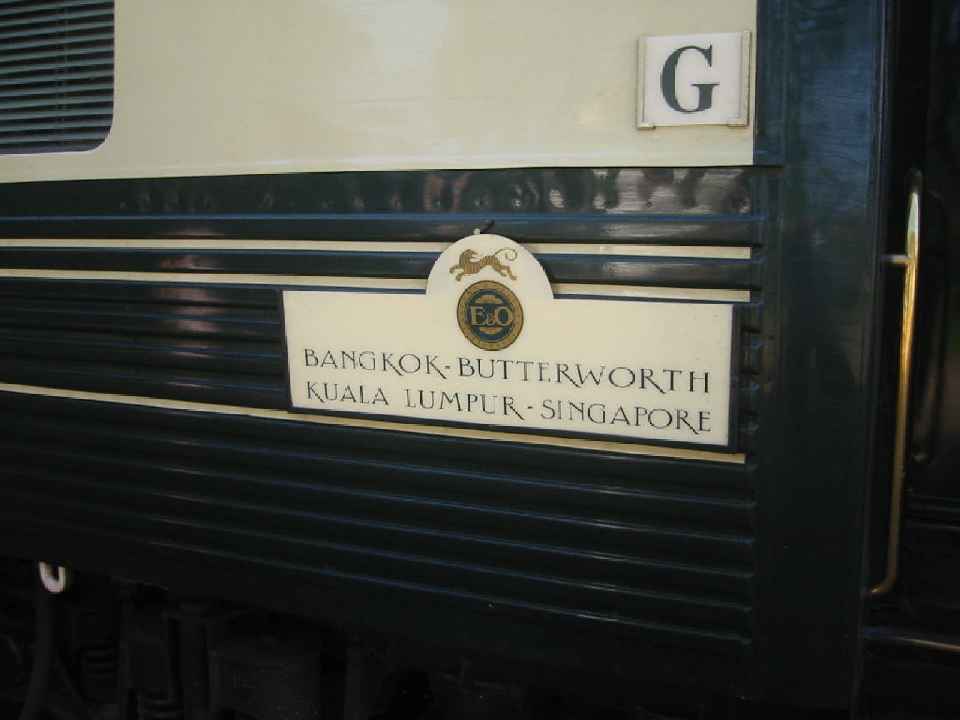 G
E&O
BANGKOK-BUTTERWORTH
KUALA LUMPUR-SINGAPORE